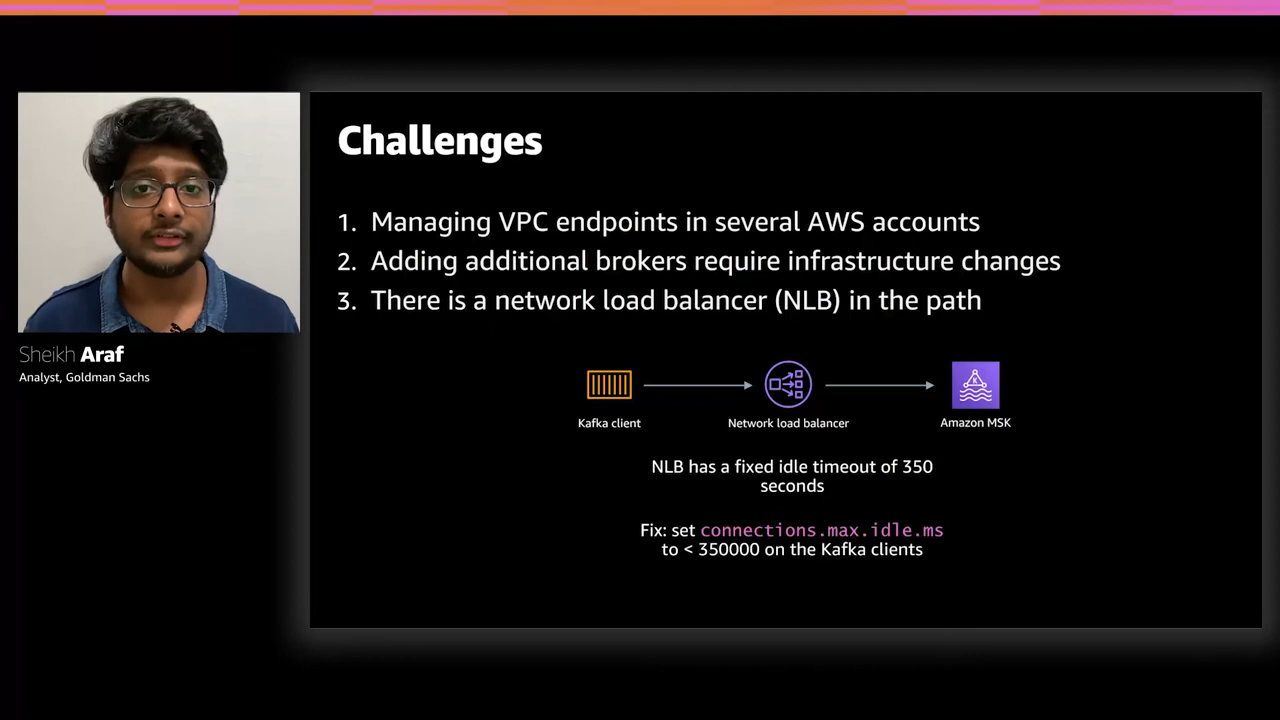 Challenges
1. Managing VPC endpoints in several AWS accounts
2. Adding additional brokers require infrastructure changes
3. There is a network load balancer (NLB) in the path
Kafka client
Network load balancer
Amazon MSK
NLB has a fixed idle timeout of 350
seconds
Fix: set connections.max.idle.ms
to < 350000 on the Kafka clients
Sheikh Araf
Analyst, Goldman Sachs